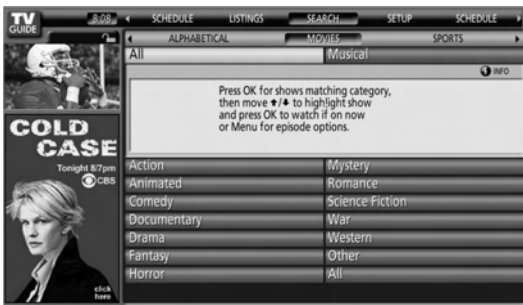 TV
GUIDE
8:08
SCHEDULE LISTINGS SEARCH SETUP SCHEDULE
ALPHABETICAL MOVIES SPORTS
All Musical
i INFO
Press OK for shows matching category,
then move ↑/↓ to highlight show
and press OK to watch if on now
or Menu for episode options.
COLD
CASE
Tonight 8/7pm
CBS
click
here
Action Mystery
Animated Romance
Comedy Science Fiction
Documentary War
Drama Western
Fantasy Other
Horror All